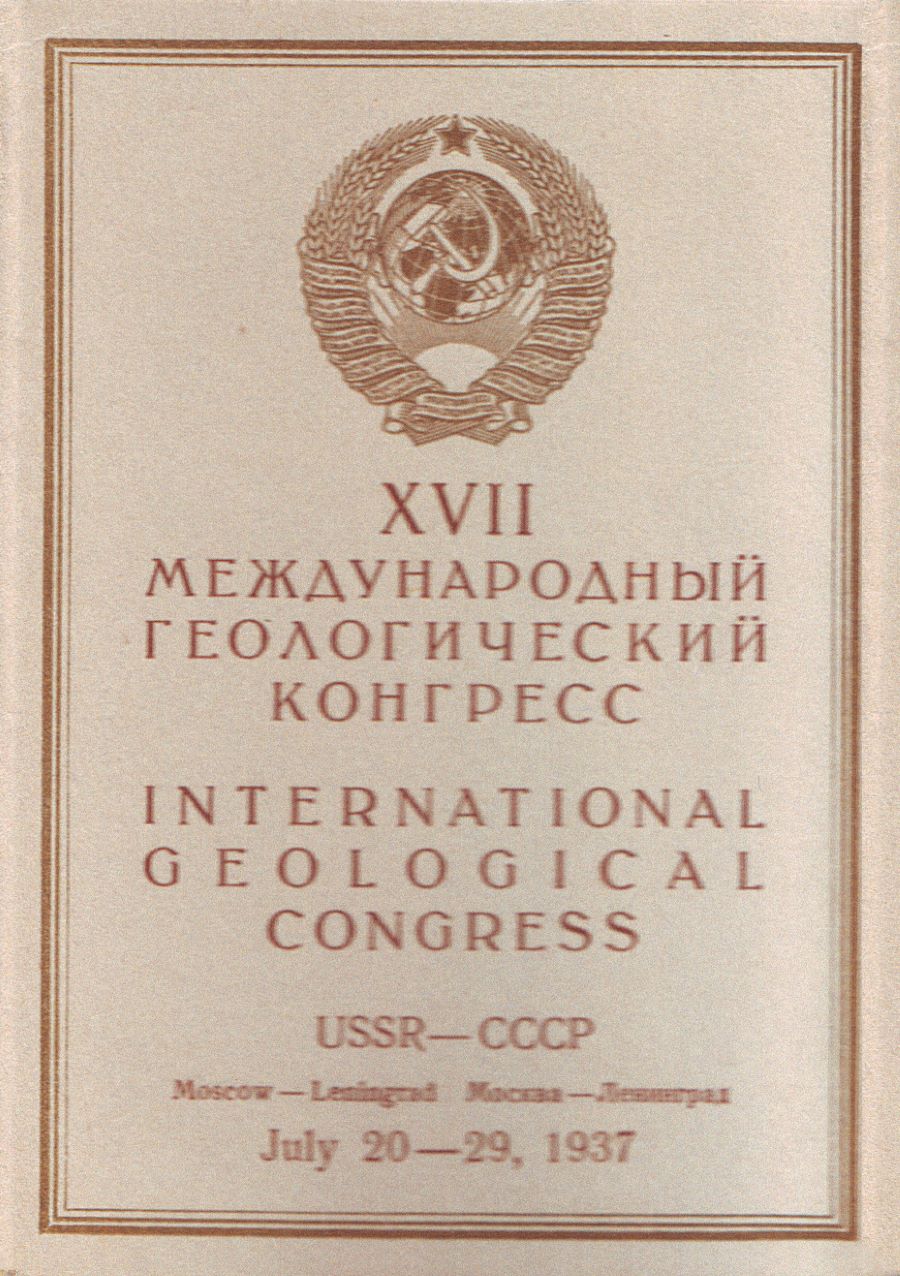 XVII
МЕЖДУНАРОДНЫЙ
ГЕОЛОГИЧЕСКИЙ
КОНГРЕСС
INTERNATIONAL
GEOLOGICAL
CONGRESS
USSR—СССР
Moscow—Leningrad Москва—Ленинград
July 20—29, 1937